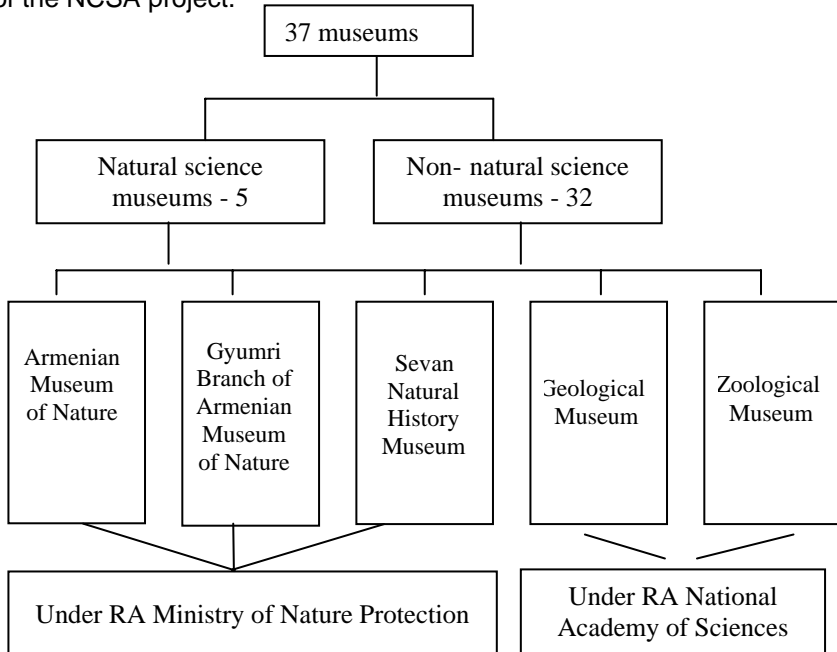 of the NCSA project.
37 museums
Natural science
museums - 5
Non- natural science
museums - 32
Armenian
Museum
of Nature
Gyumri
Branch of
Armenian
Museum
of Nature
Sevan
Natural
History
Museum
Geological
Museum
Zoological
Museum
Under RA Ministry of Nature Protection
Under RA National
Academy of Sciences